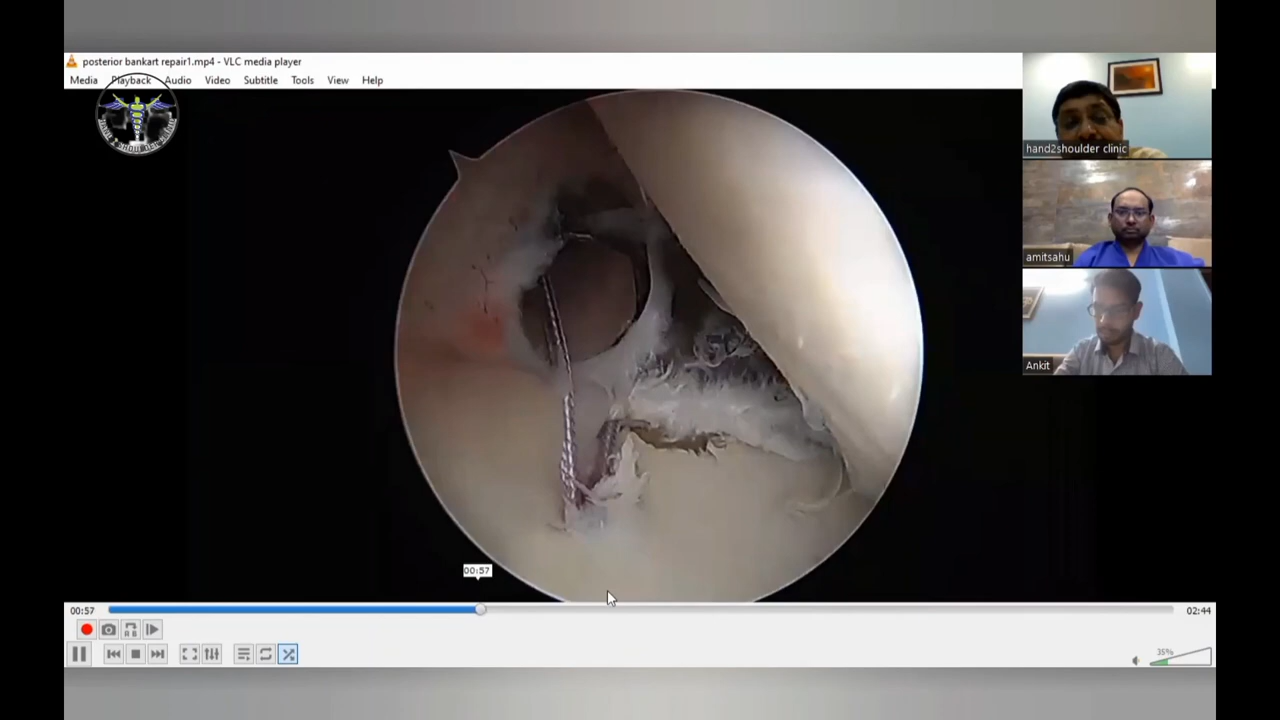 posterior bankart repair1.mp4 - VLC media player
Media Playback Audio Video Subtitle Tools View Help
hand2shoulder clinic
amitsahu
Ankit
00:57
00:57
02:44
35%